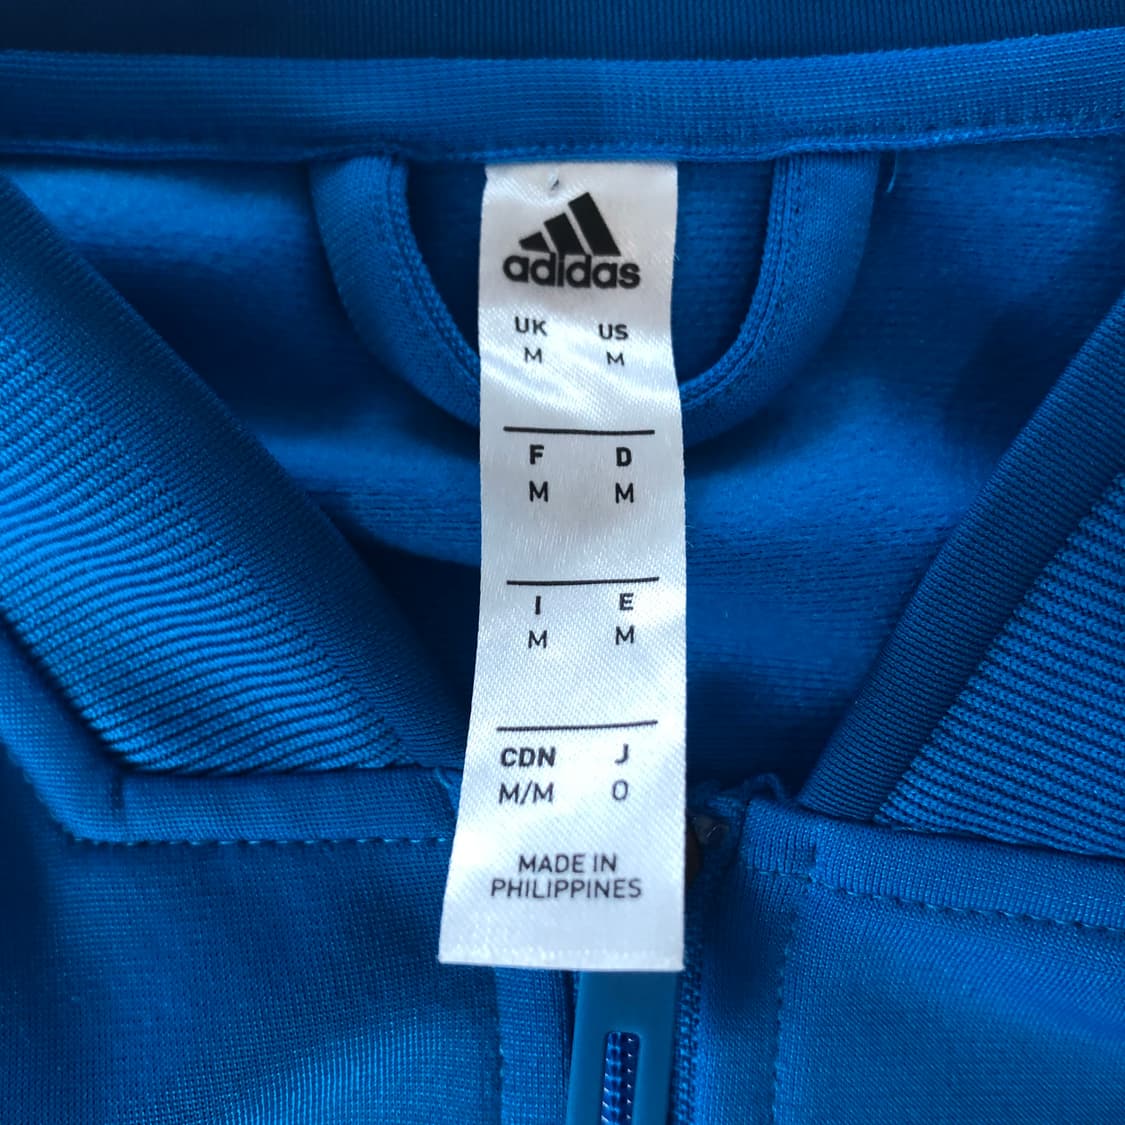 adidas
UK US
M M
F D
M M
I E
M M
CDN J
M/M O
MADE IN
PHILIPPINES